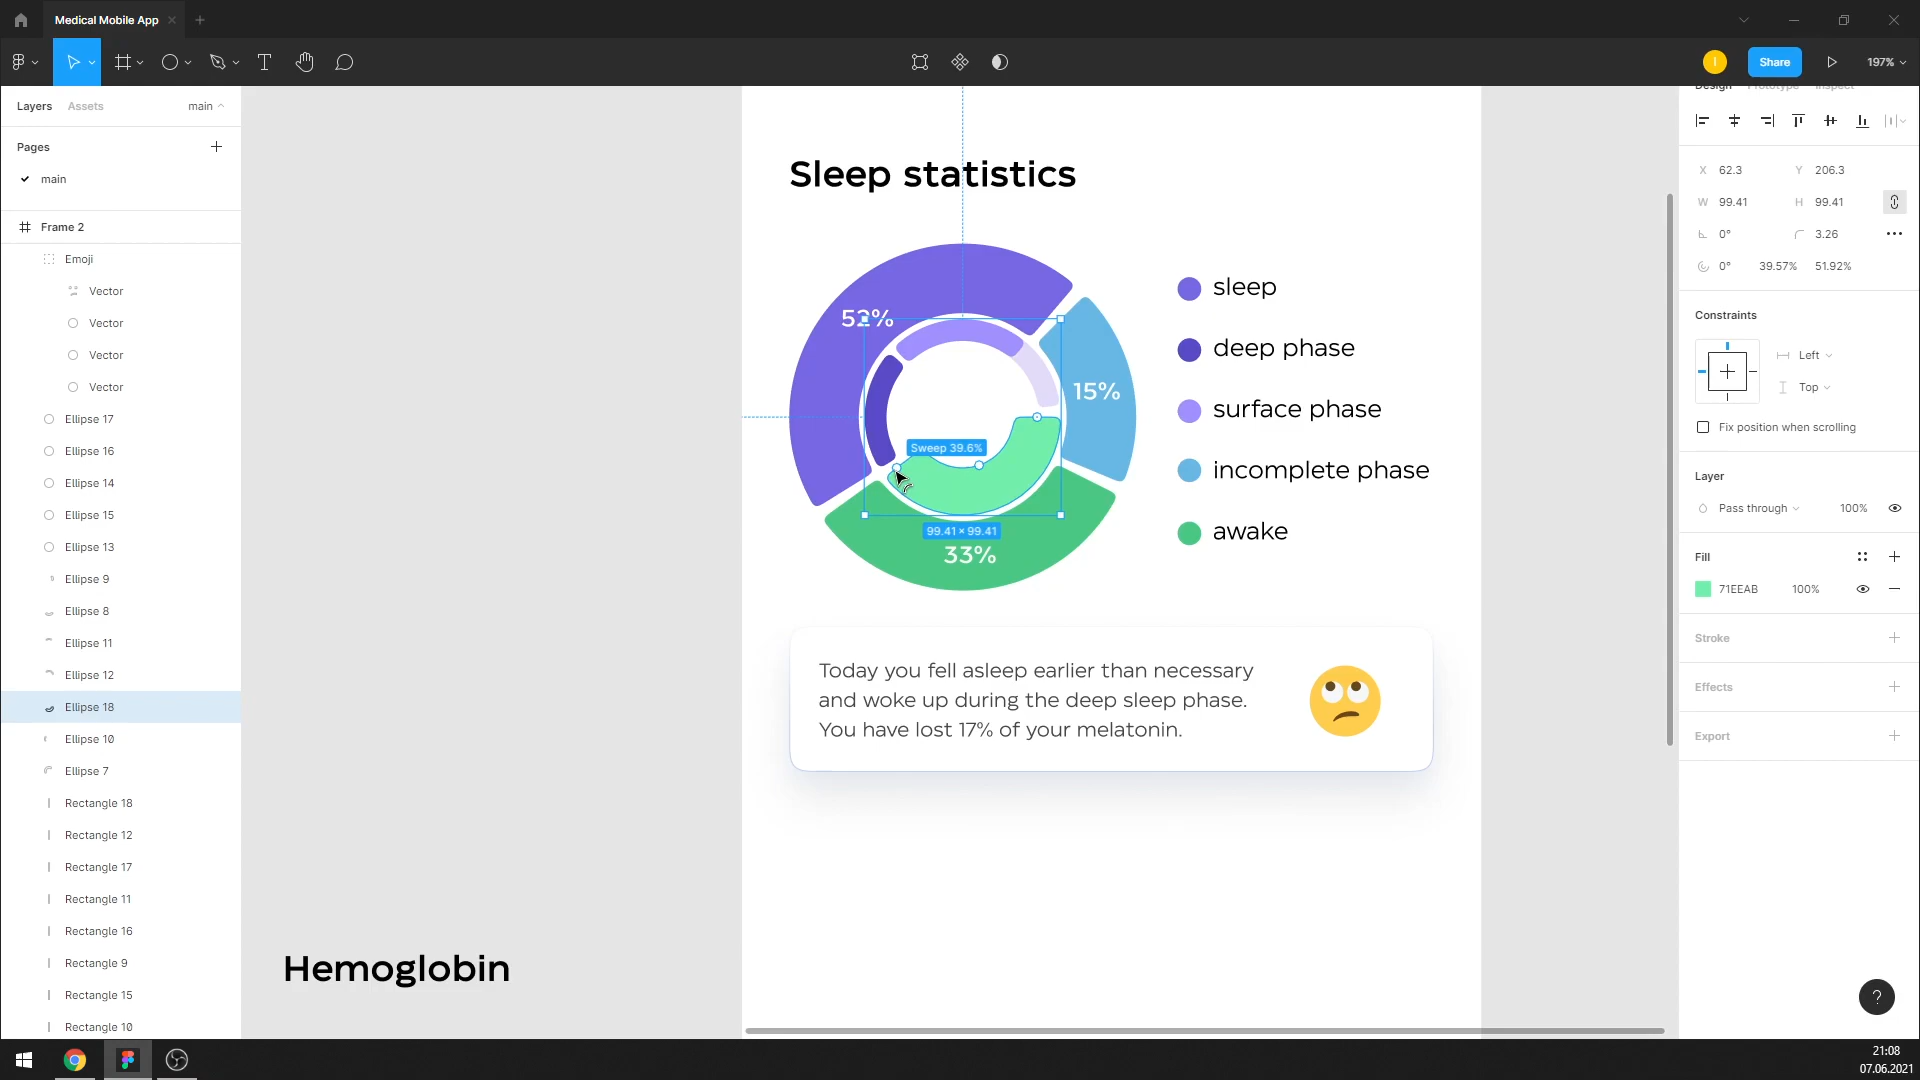 Medical Mobile App
Share
197%
Layers
Assets
main
Pages
main
Frame 2
Emoji
Vector
Vector
Vector
Vector
Ellipse 17
Ellipse 16
Ellipse 14
Ellipse 15
Ellipse 13
Ellipse 9
Ellipse 8
Ellipse 11
Ellipse 12
Ellipse 18
Ellipse 10
Ellipse 7
Rectangle 18
Rectangle 12
Rectangle 17
Rectangle 11
Rectangle 16
Rectangle 9
Rectangle 15
Rectangle 10
Sleep statistics
52%
15%
Sweep 39.6%
99.41 × 99.41
33%
sleep
deep phase
surface phase
incomplete phase
awake
Today you fell asleep earlier than necessary
and woke up during the deep sleep phase.
You have lost 17% of your melatonin.
Hemoglobin
Design Prototype Inspect
X 62.3 Y 206.3
W 99.41 H 99.41
0° 3.26
0° 39.57% 51.92%
Constraints
Left
Top
Fix position when scrolling
Layer
Pass through 100%
Fill
71EEAB 100%
Stroke
Effects
Export
?
21:08
07.06.2021